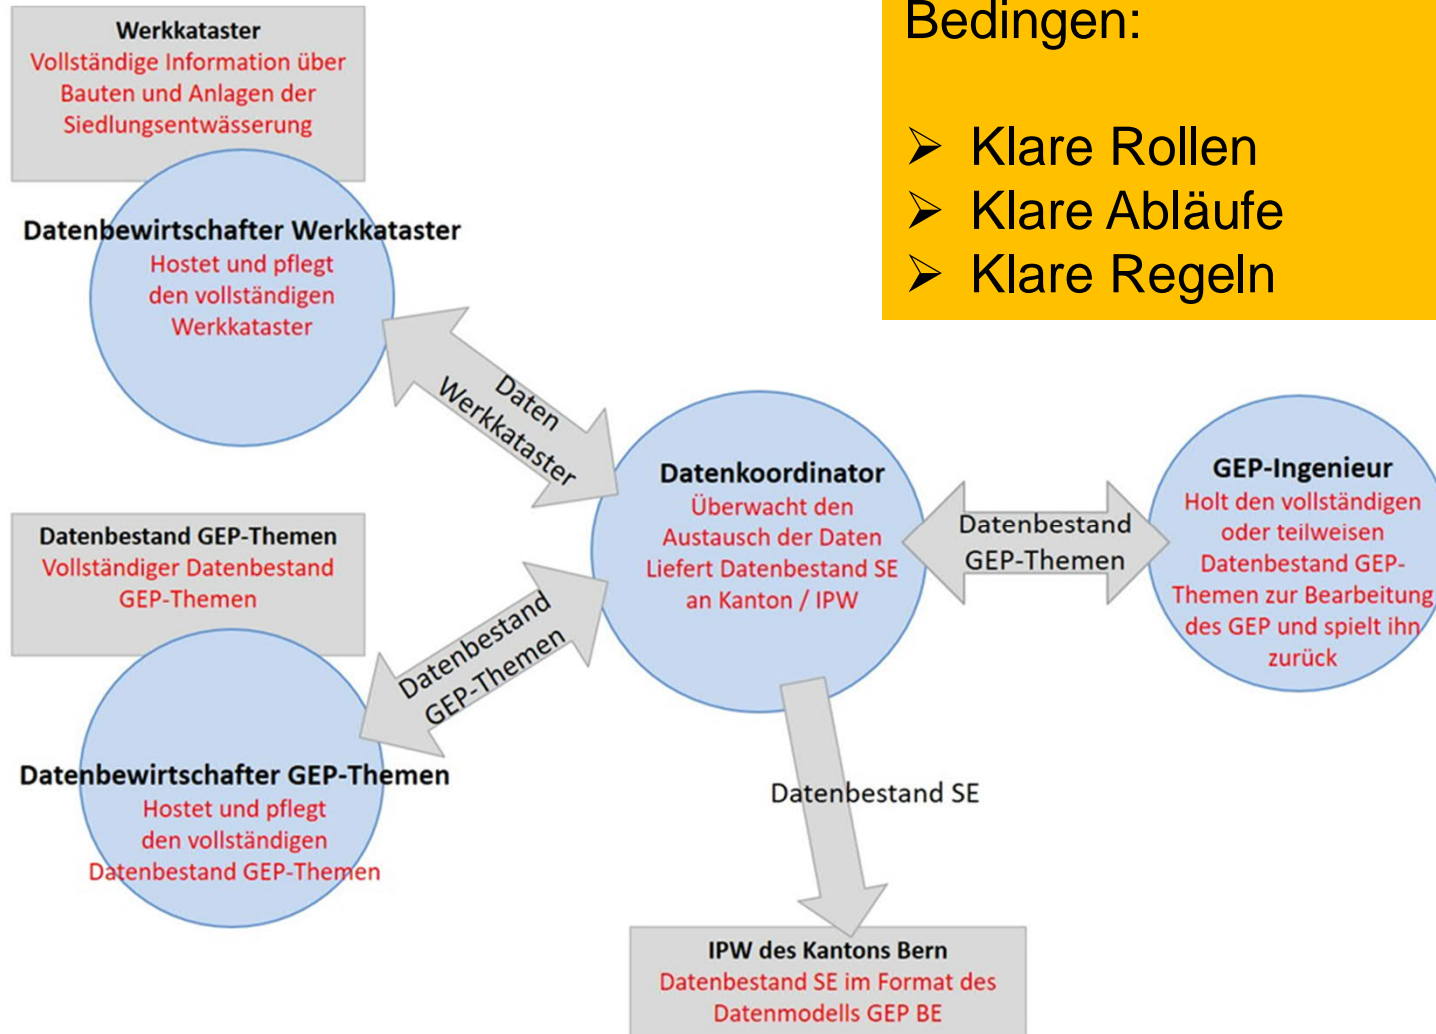 Werkkataster
Vollständige Information über
Bauten und Anlagen der
Siedlungsentwässerung
Bedingen:
➢ Klare Rollen
➢ Klare Abläufe
➢ Klare Regeln
Datenbewirtschafter Werkkataster
Hostet und pflegt
den vollständigen
Werkkataster
Daten
Werkkataster
Datenkoordinator
Überwacht den
Austausch der Daten
Liefert Datenbestand SE
an Kanton / IPW
Datenbestand
GEP-Themen
GEP-Ingenieur
Holt den vollständigen
oder teilweisen
Datenbestand GEP-
Themen zur Bearbeitung
des GEP und spielt ihn
zurück
Datenbestand GEP-Themen
Vollständiger Datenbestand
GEP-Themen
Datenbestand
GEP-Themen
Datenbewirtschafter GEP-Themen
Hostet und pflegt
den vollständigen
Datenbestand GEP-Themen
Datenbestand SE
IPW des Kantons Bern
Datenbestand SE im Format des
Datenmodells GEP BE